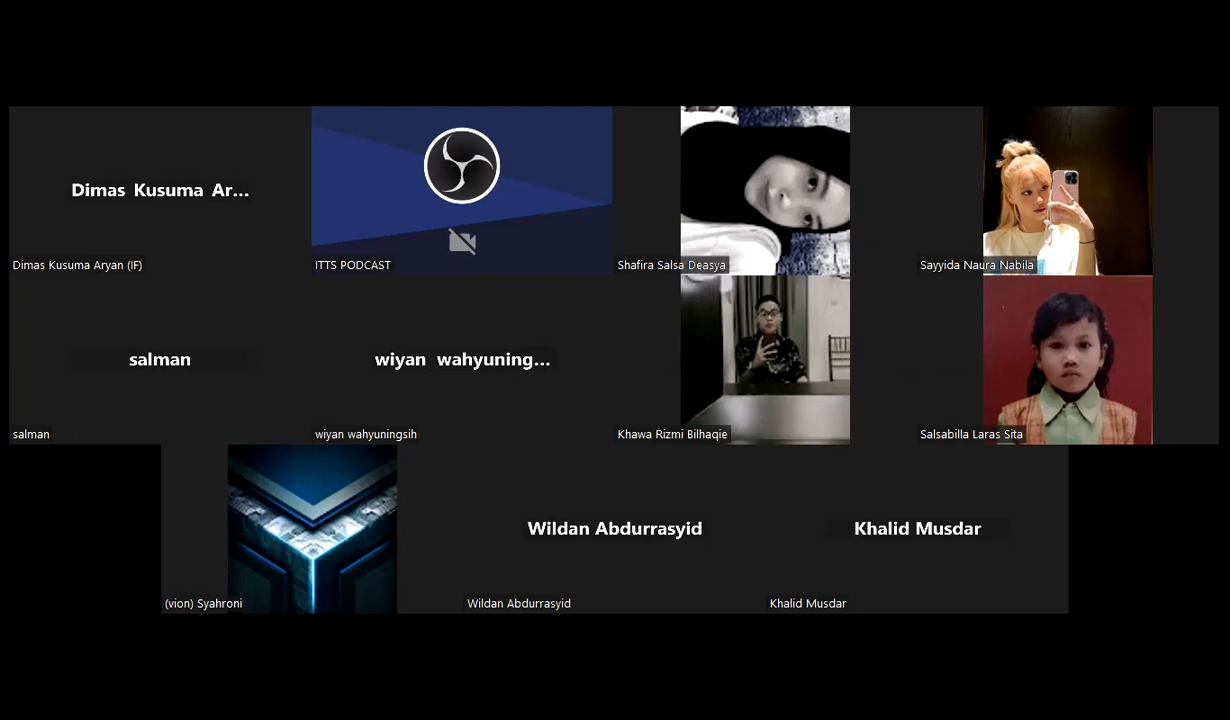 Dimas Kusuma Ar...
Dimas Kusuma Aryan (IF)
ITTS PODCAST
Shafira Salsa Deasya
Sayyida Naura Nabila
salman
salman
wiyan wahyuning...
wiyan wahyuningsih
Khawa Rizmi Bilhaqie
Salsabilla Laras Sita
(vion) Syahroni
Wildan Abdurrasyid
Wildan Abdurrasyid
Khalid Musdar
Khalid Musdar